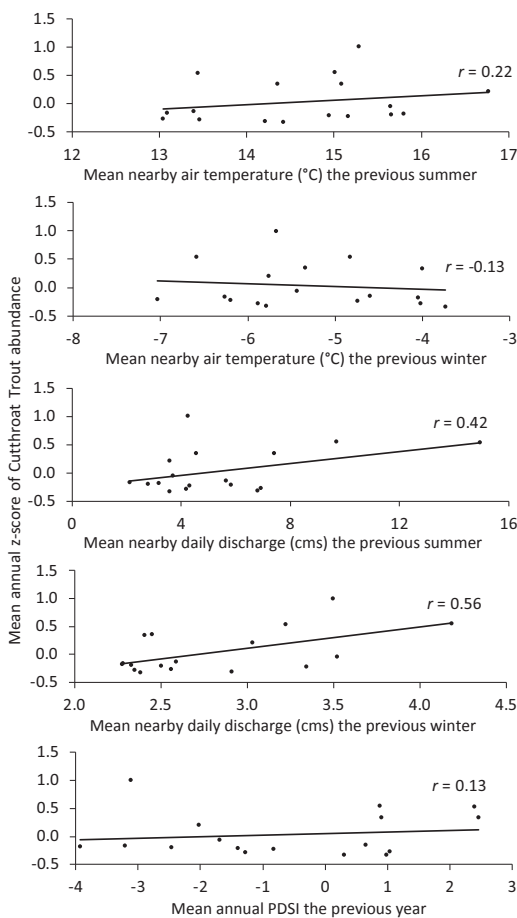 Mean annual z-score of Cutthroat Trout abundance
1.5
1.0
0.5
0.0
-0.5
r = 0.22
12 13 14 15 16 17
Mean nearby air temperature (°C) the previous summer
1.5
1.0
0.5
0.0
-0.5
r = -0.13
-8 -7 -6 -5 -4 -3
Mean nearby air temperature (°C) the previous winter
1.5
1.0
0.5
0.0
-0.5
r = 0.42
0 4 8 12 16
Mean nearby daily discharge (cms) the previous summer
1.5
1.0
0.5
0.0
-0.5
r = 0.56
2.0 2.5 3.0 3.5 4.0 4.5
Mean nearby daily discharge (cms) the previous winter
1.5
1.0
0.5
0.0
-0.5
r = 0.13
-4 -3 -2 -1 0 1 2 3
Mean annual PDSI the previous year